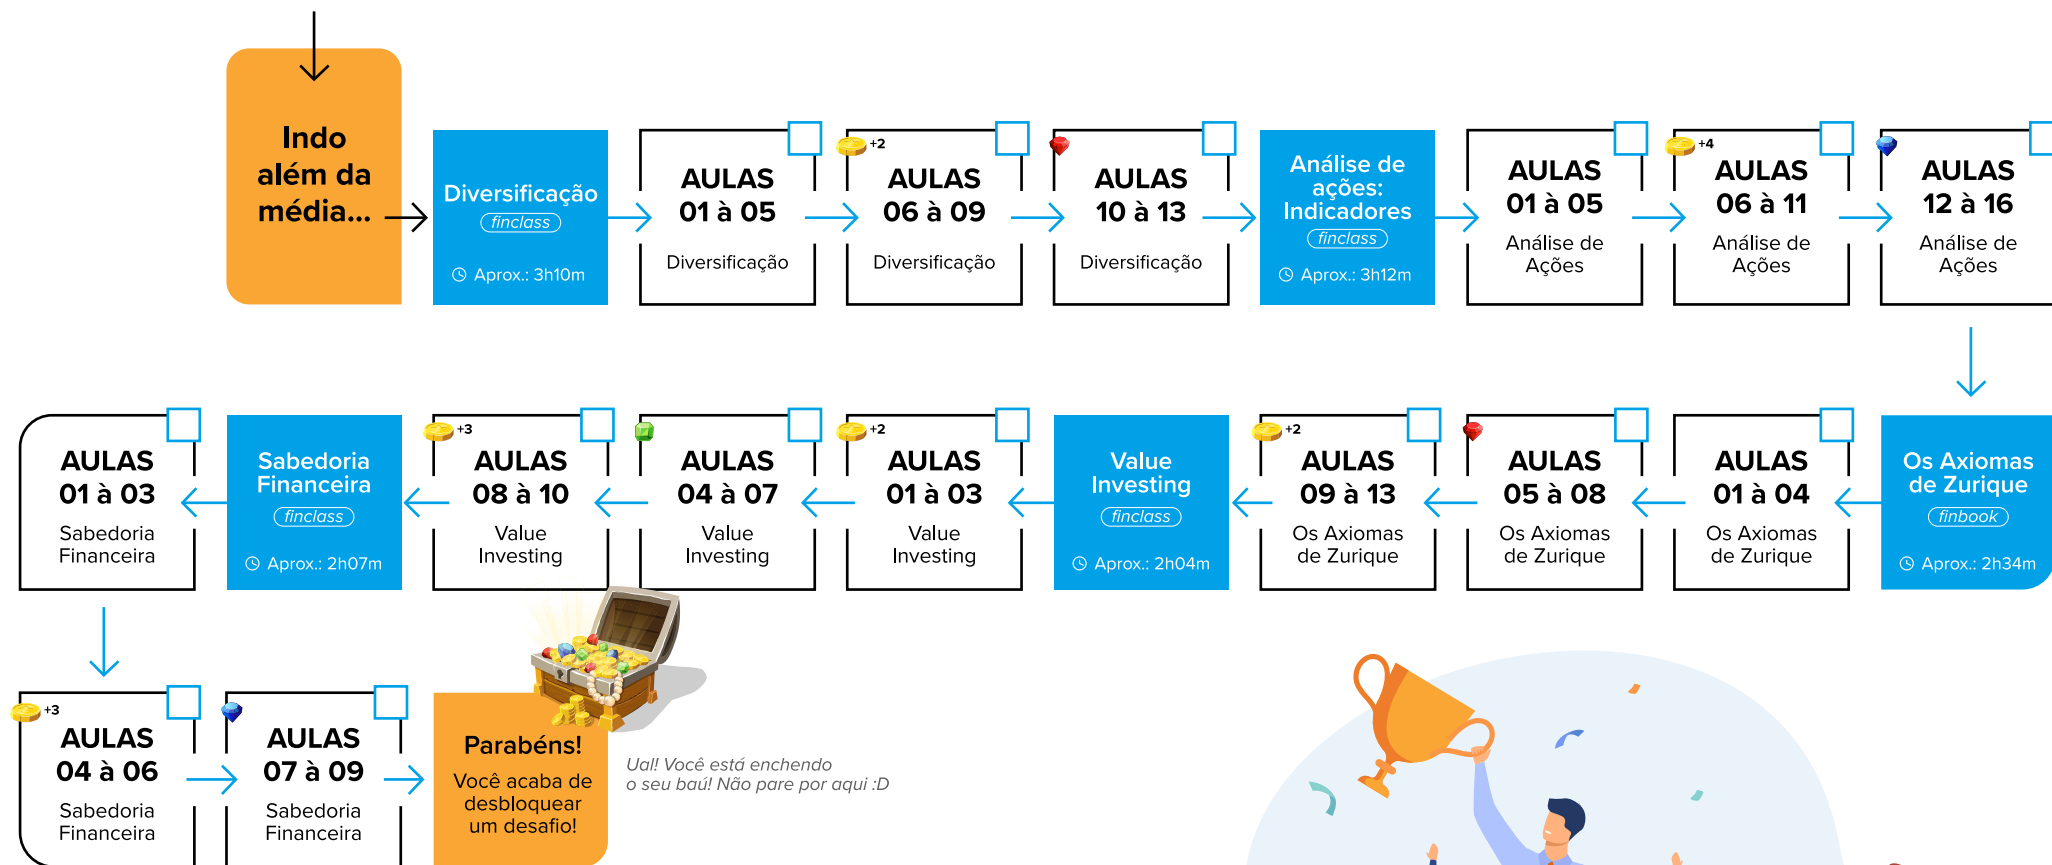 Indo
além da
média...
Diversificação
finclass
Aprox.: 3h10m
AULAS
01 à 05
Diversificação
+2
AULAS
06 à 09
Diversificação
AULAS
10 à 13
Diversificação
Análise de
ações:
Indicadores
finclass
Aprox.: 3h12m
AULAS
01 à 05
Análise de
Ações
+4
AULAS
06 à 11
Análise de
Ações
AULAS
12 à 16
Análise de
Ações
Os Axiomas
de Zurique
finbook
Aprox.: 2h34m
AULAS
01 à 04
Os Axiomas
de Zurique
AULAS
05 à 08
Os Axiomas
de Zurique
+2
AULAS
09 à 13
Os Axiomas
de Zurique
Value
Investing
finclass
Aprox.: 2h04m
+2
AULAS
01 à 03
Value
Investing
AULAS
04 à 07
Value
Investing
+3
AULAS
08 à 10
Value
Investing
Sabedoria
Financeira
finclass
Aprox.: 2h07m
AULAS
01 à 03
Sabedoria
Financeira
+3
AULAS
04 à 06
Sabedoria
Financeira
AULAS
07 à 09
Sabedoria
Financeira
Parabéns!
Você acaba de
desbloquear
um desafio!
Ual! Você está enchendo
o seu baú! Não pare por aqui :D